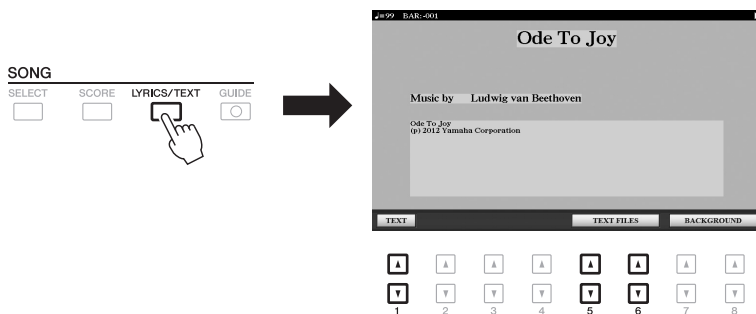 SONG
SELECT SCORE LYRICS/TEXT GUIDE
♩=99 BAR:-001
Ode To Joy
Music by Ludwig van Beethoven
Ode To Joy
(p) 2012 Yamaha Corporation
TEXT TEXT FILES BACKGROUND
1 2 3 4 5 6 7 8